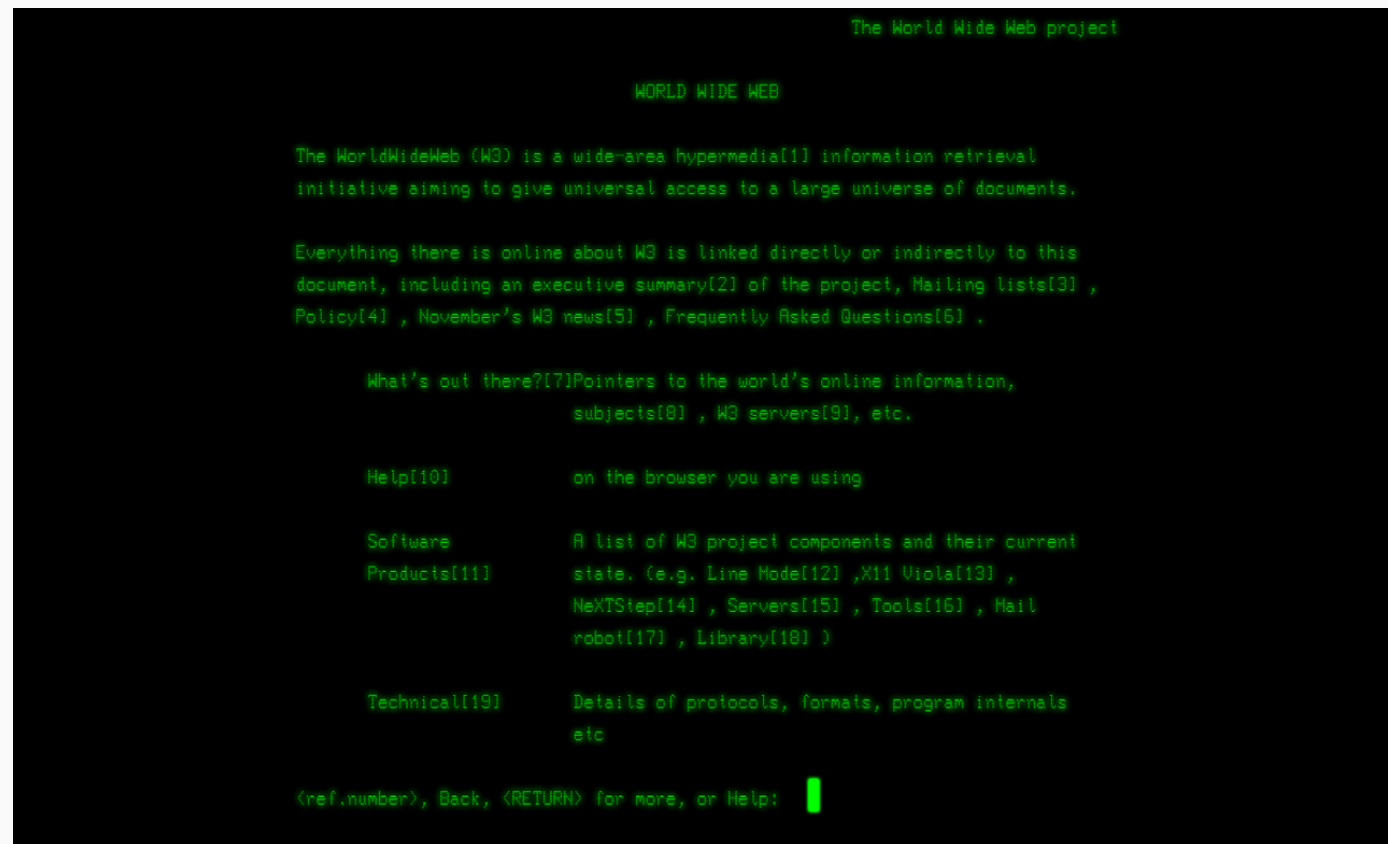 The World Wide Web project
WORLD WIDE WEB
The WorldWideWeb (W3) is a wide-area hypermedia[1] information retrieval
initiative aiming to give universal access to a large universe of documents.
Everything there is online about W3 is linked directly or indirectly to this
document, including an executive summary[2] of the project, Mailing lists[3] ,
Policy[4] , November's W3 news[5] , Frequently Asked Questions[6] .
What's out there?[7]Pointers to the world's online information,
subjects[8] , W3 servers[9], etc.
Help[10] on the browser you are using
Software A list of W3 project components and their current
Products[11] state. (e.g. Line Mode[12] ,X11 Viola[13] ,
NeXTStep[14] , Servers[15] , Tools[16] , Mail
robot[17] , Library[18] )
Technical[19] Details of protocols, formats, program internals
etc
<ref.number>, Back, <RETURN> for more, or Help: